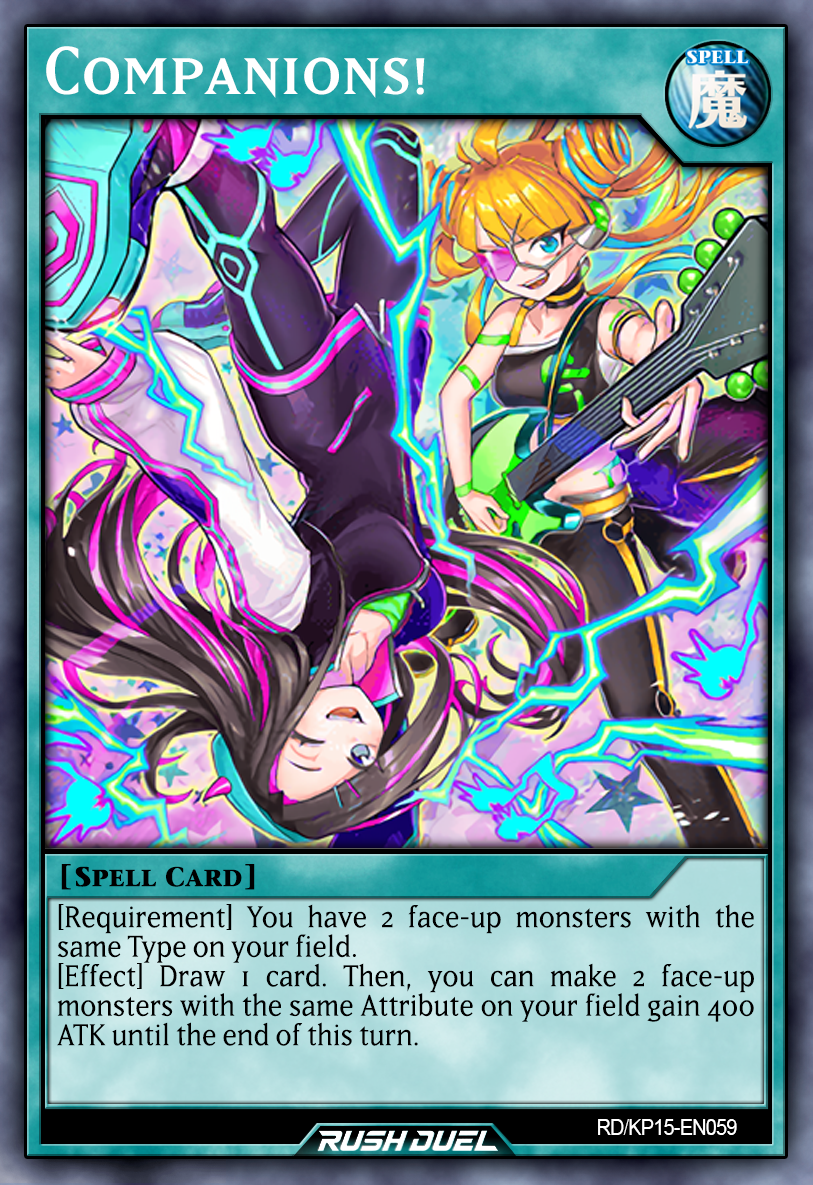 COMPANIONS!
SPELL
魔
[SPELL CARD]
[Requirement] You have 2 face-up monsters with the
same Type on your field.
[Effect] Draw 1 card. Then, you can make 2 face-up
monsters with the same Attribute on your field gain 400
ATK until the end of this turn.
RD/KP15-EN059
RUSH DUEL